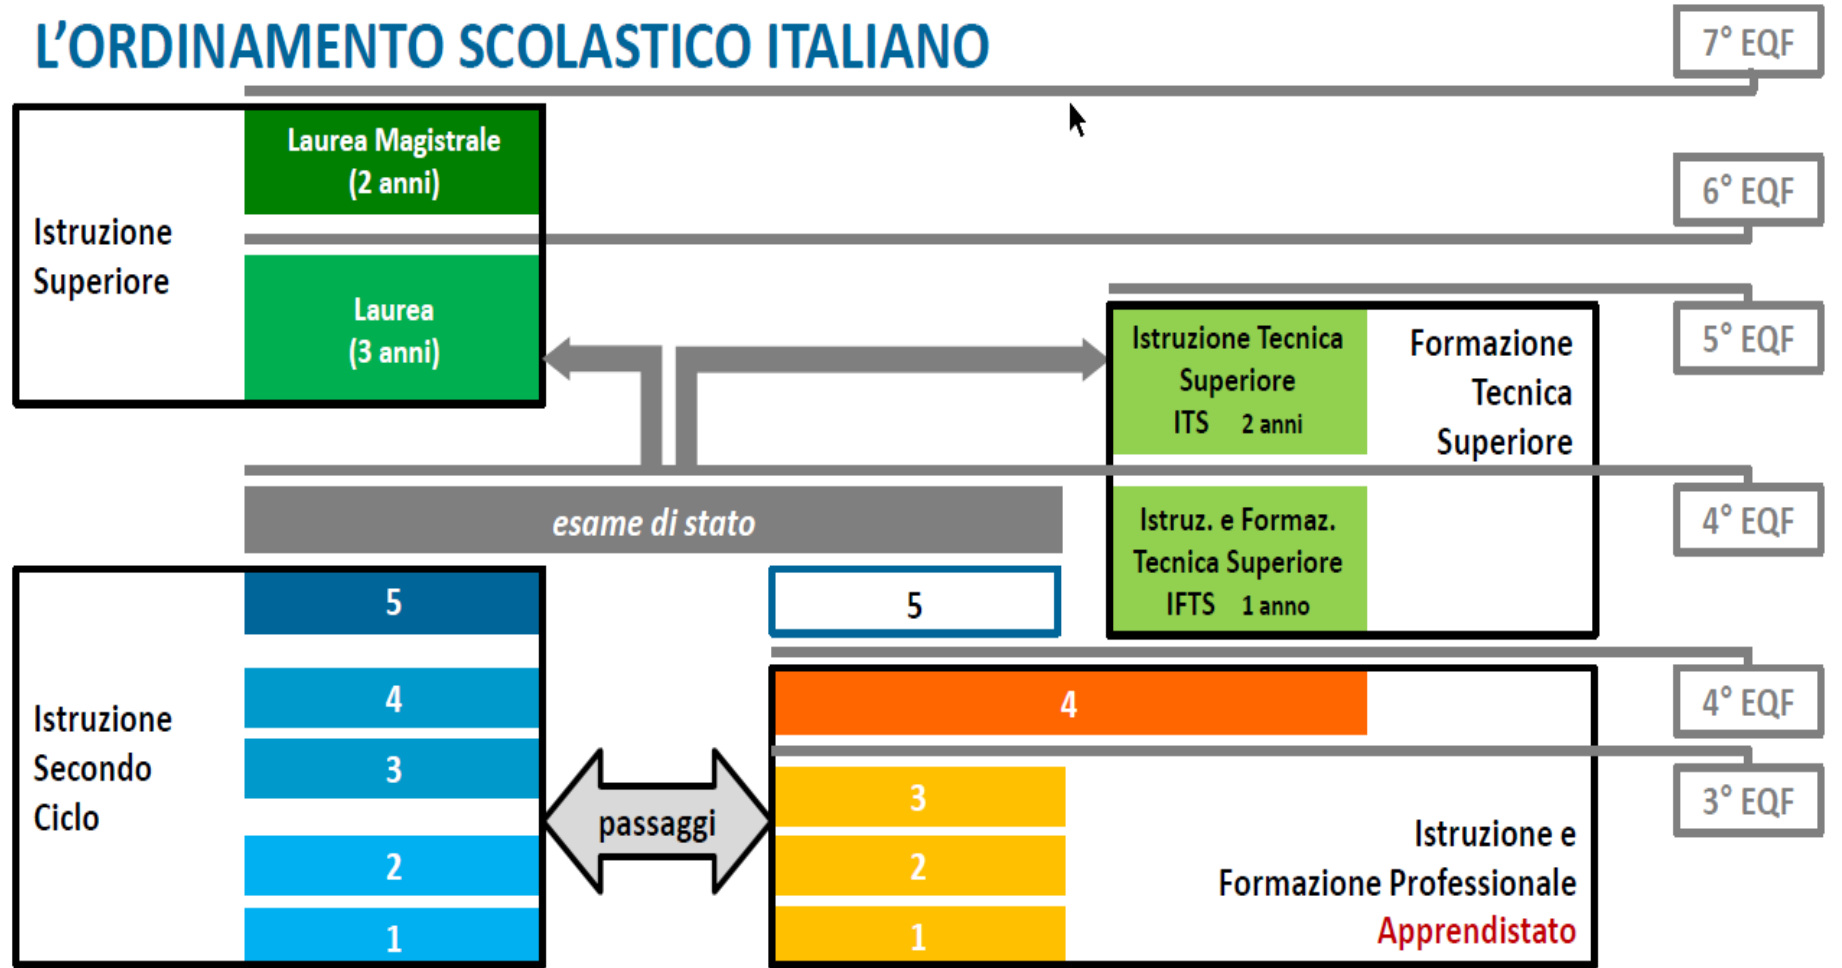 L'ORDINAMENTO SCOLASTICO ITALIANO
7° EQF
Laurea Magistrale
(2 anni)
6° EQF
Istruzione
Superiore
Laurea
(3 anni)
Istruzione Tecnica
Superiore
ITS 2 anni
Formazione
Tecnica
Superiore
5° EQF
esame di stato
Istruz. e Formaz.
Tecnica Superiore
IFTS 1 anno
4° EQF
Istruzione
Secondo
Ciclo
5
4
3
2
1
passaggi
5
4
3
2
1
Istruzione e
Formazione Professionale
Apprendistato
4° EQF
3° EQF